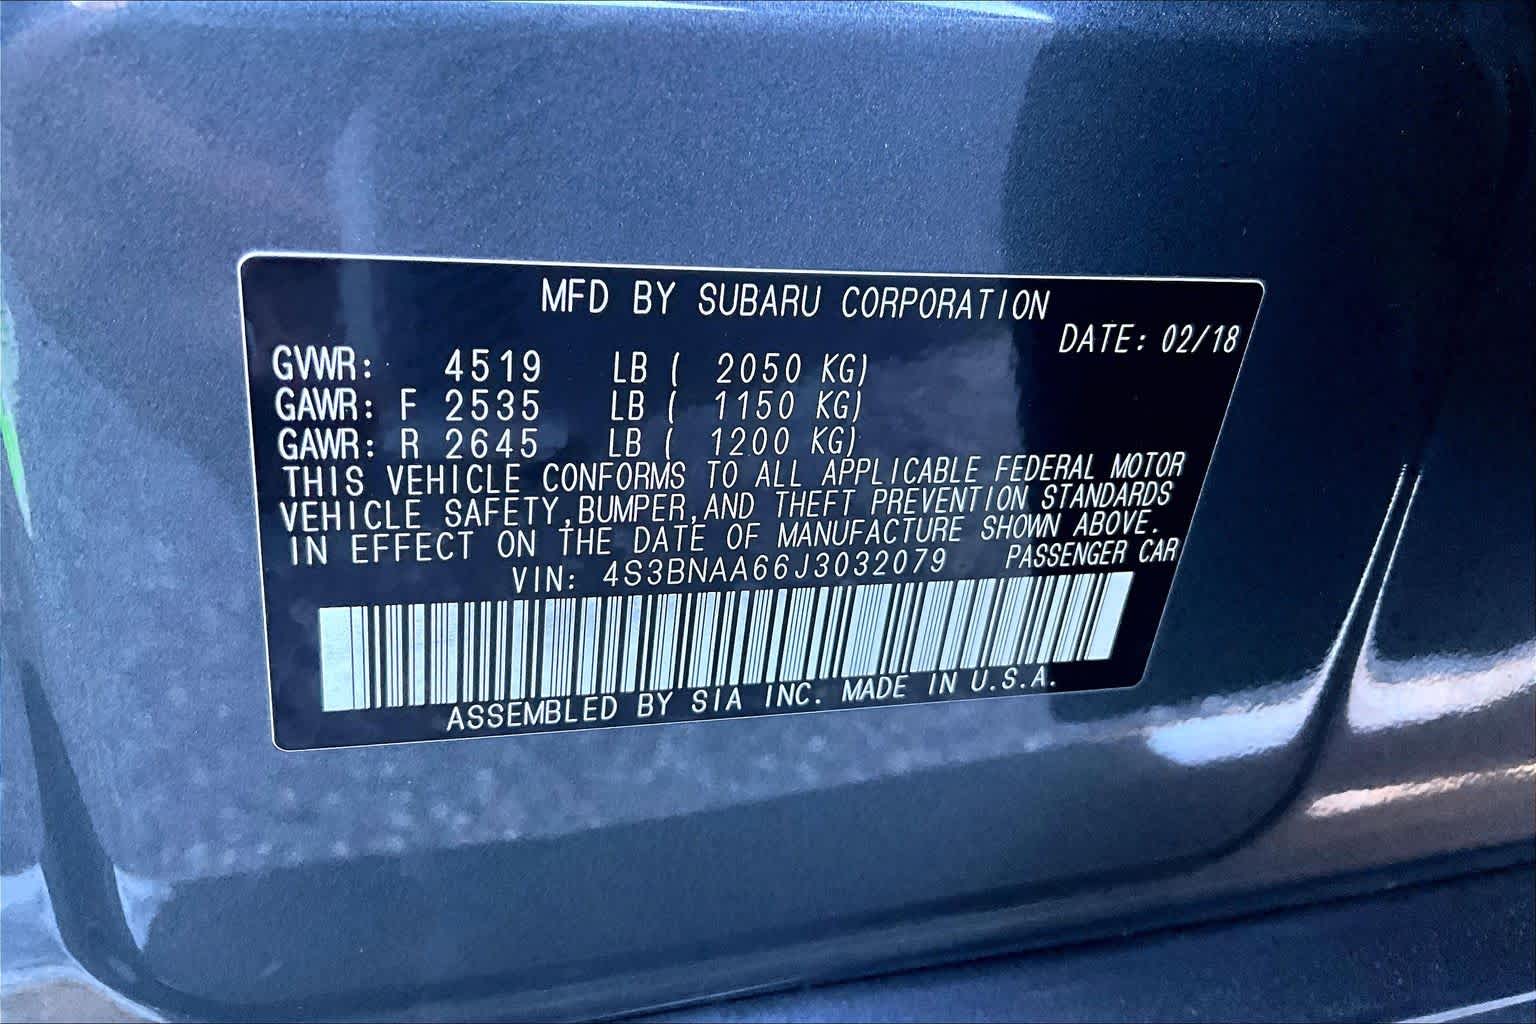 MFD BY SUBARU CORPORATION
DATE: 02/18
GVWR: 4519 LB ( 2050 KG)
GAWR: F 2535 LB ( 1150 KG)
GAWR: R 2645 LB ( 1200 KG)
THIS VEHICLE CONFORMS TO ALL APPLICABLE FEDERAL MOTOR
VEHICLE SAFETY,BUMPER,AND THEFT PREVENTION STANDARDS
IN EFFECT ON THE DATE OF MANUFACTURE SHOWN ABOVE.
VIN: 4S3BNAA66J3032079 PASSENGER CAR
ASSEMBLED BY SIA INC. MADE IN U.S.A.